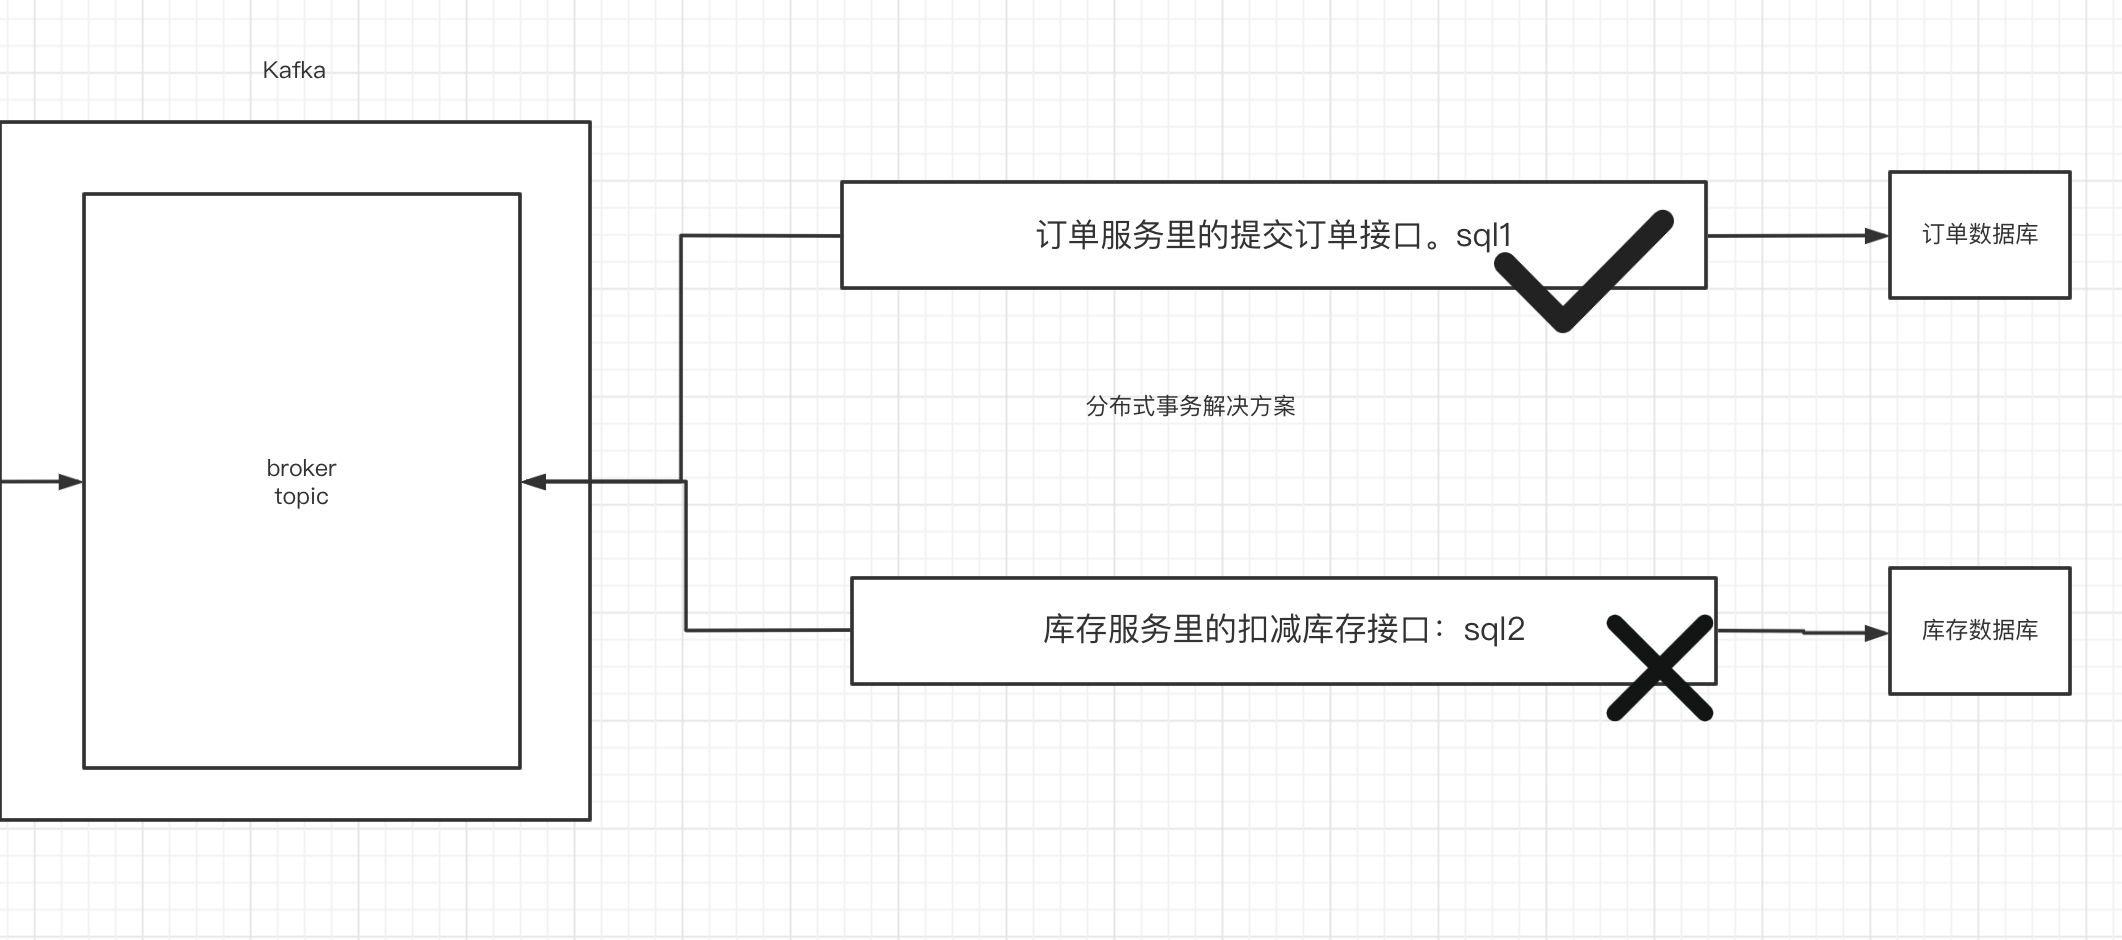 Kafka
订单服务里的提交订单接口。sql1
订单数据库
分布式事务解决方案
broker
topic
库存服务里的扣减库存接口：sql2
库存数据库